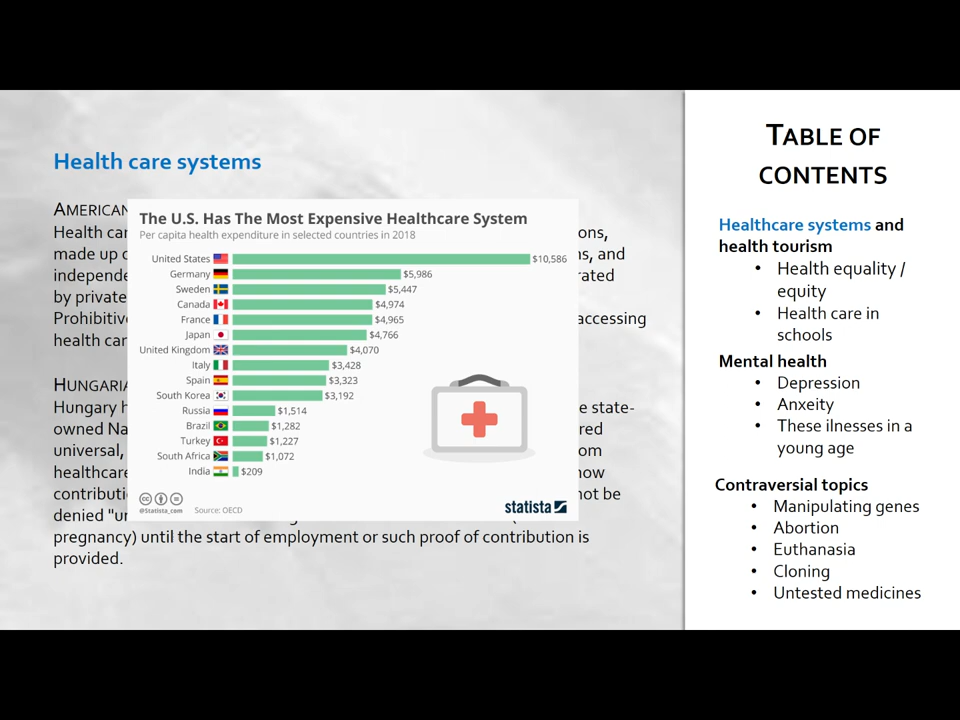 Health care systems
AMERICAN
Health car
ons,
made up o
ns, and
independe
rated
by private
Prohibitive
accessing
health car
The U.S. Has The Most Expensive Healthcare System
Per capita health expenditure in selected countries in 2018
United States $10,586
Germany $5,986
Sweden $5,447
Canada $4,974
France $4,965
Japan $4,766
United Kingdom $4,070
Italy $3,428
Spain $3,323
South Korea $3,192
Russia $1,514
Brazil $1,282
Turkey $1,227
South Africa $1,072
India $209
@Statista_com Source: OECD statista
HUNGARIA
Hungary h
e state-
owned Na
red
universal,
om
healthcare
now
contributi
not be
denied "un
pregnancy) until the start of employment or such proof of contribution is
provided.
TABLE OF
CONTENTS
Healthcare systems and
health tourism
• Health equality /
equity
• Health care in
schools
Mental health
• Depression
• Anxeity
• These ilnesses in a
young age
Contraversial topics
• Manipulating genes
• Abortion
• Euthanasia
• Cloning
• Untested medicines